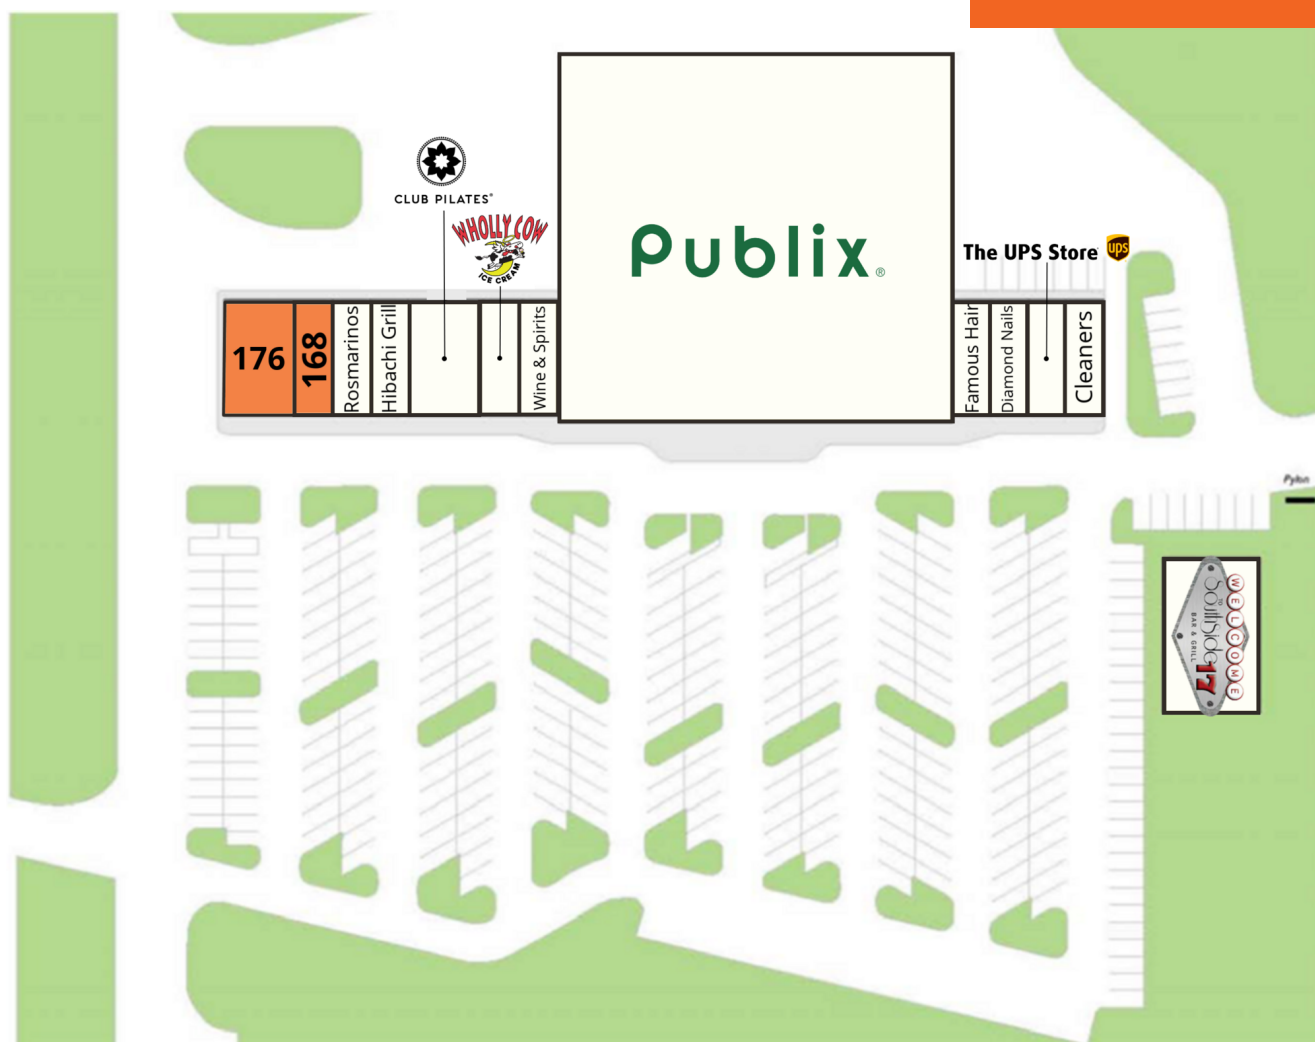 CLUB PILATES®
WHOLLY COW
ICE CREAM
Publix®
The UPS Store
ups
176
168
Rosmarinos
Hibachi Grill
Wine & Spirits
Famous Hair
Diamond Nails
Cleaners
Pylon
WELCOME
TO
SouthSide
17
BAR & GRILL